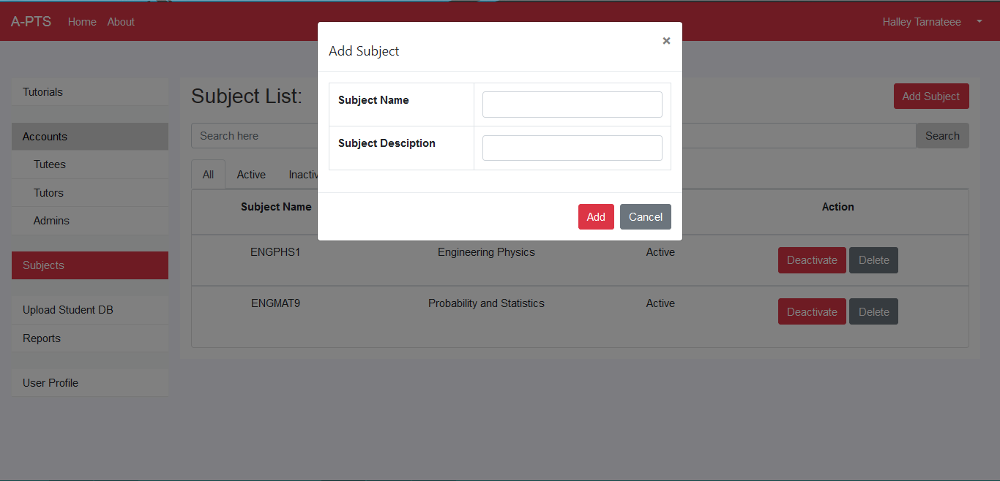 A-PTS Home About Halley Tarnateee
×
Add Subject
Subject Name
Subject Desciption
Add Cancel
Tutorials
Accounts
Tutees
Tutors
Admins
Subjects
Upload Student DB
Reports
User Profile
Subject List: Add Subject
Search here Search
All Active Inactiv
Subject Name Action
ENGPHS1 Engineering Physics Active Deactivate Delete
ENGMAT9 Probability and Statistics Active Deactivate Delete